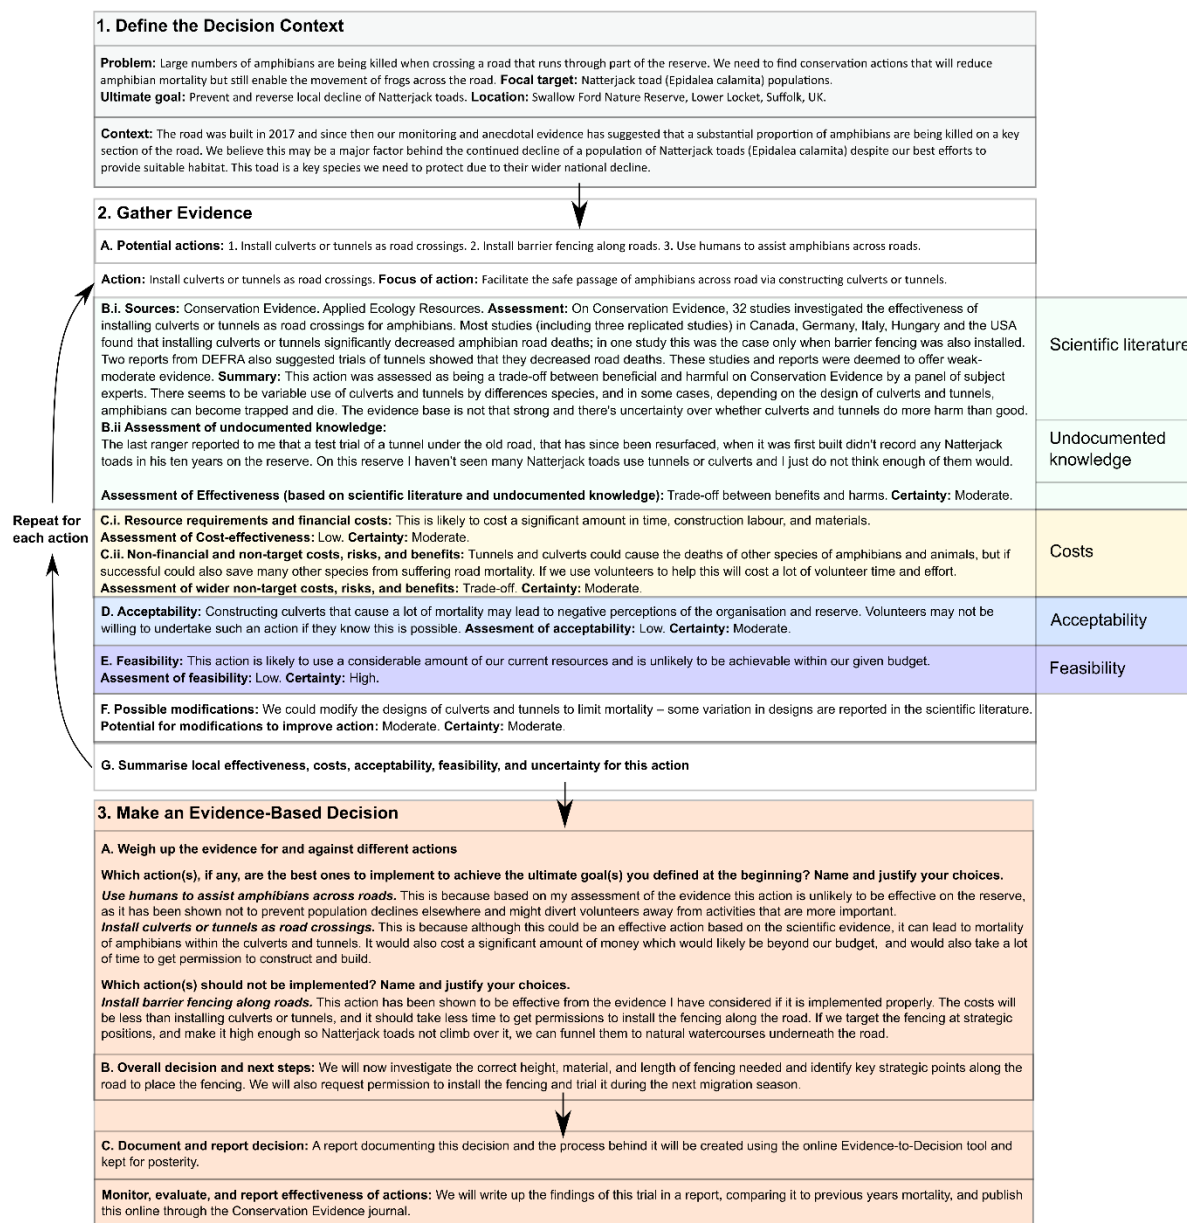 1. Define the Decision Context
Problem: Large numbers of amphibians are being killed when crossing a road that runs through part of the reserve. We need to find conservation actions that will reduce
amphibian mortality but still enable the movement of frogs across the road. Focal target: Natterjack toad (Epidalea calamita) populations.
Ultimate goal: Prevent and reverse local decline of Natterjack toads. Location: Swallow Ford Nature Reserve, Lower Locket, Suffolk, UK.
Context: The road was built in 2017 and since then our monitoring and anecdotal evidence has suggested that a substantial proportion of amphibians are being killed on a key
section of the road. We believe this may be a major factor behind the continued decline of a population of Natterjack toads (Epidalea calamita) despite our best efforts to
provide suitable habitat. This toad is a key species we need to protect due to their wider national decline.
2. Gather Evidence
A. Potential actions: 1. Install culverts or tunnels as road crossings. 2. Install barrier fencing along roads. 3. Use humans to assist amphibians across roads.
Action: Install culverts or tunnels as road crossings. Focus of action: Facilitate the safe passage of amphibians across road via constructing culverts or tunnels.
B.i. Sources: Conservation Evidence. Applied Ecology Resources. Assessment: On Conservation Evidence, 32 studies investigated the effectiveness of
installing culverts or tunnels as road crossings for amphibians. Most studies (including three replicated studies) in Canada, Germany, Italy, Hungary and the USA
found that installing culverts or tunnels significantly decreased amphibian road deaths; in one study this was the case only when barrier fencing was also installed.
Two reports from DEFRA also suggested trials of tunnels showed that they decreased road deaths. These studies and reports were deemed to offer weak-
moderate evidence. Summary: This action was assessed as being a trade-off between beneficial and harmful on Conservation Evidence by a panel of subject
experts. There seems to be variable use of culverts and tunnels by differences species, and in some cases, depending on the design of culverts and tunnels,
amphibians can become trapped and die. The evidence base is not that strong and there's uncertainty over whether culverts and tunnels do more harm than good.
Scientific literature
B.ii Assessment of undocumented knowledge:
The last ranger reported to me that a test trial of a tunnel under the old road, that has since been resurfaced, when it was first built didn't record any Natterjack
toads in his ten years on the reserve. On this reserve I haven't seen many Natterjack toads use tunnels or culverts and I just do not think enough of them would.
Undocumented
knowledge
Assessment of Effectiveness (based on scientific literature and undocumented knowledge): Trade-off between benefits and harms. Certainty: Moderate.
Repeat for
each action
C.i. Resource requirements and financial costs: This is likely to cost a significant amount in time, construction labour, and materials.
Assessment of Cost-effectiveness: Low. Certainty: Moderate.
C.ii. Non-financial and non-target costs, risks, and benefits: Tunnels and culverts could cause the deaths of other species of amphibians and animals, but if
successful could also save many other species from suffering road mortality. If we use volunteers to help this will cost a lot of volunteer time and effort.
Assessment of wider non-target costs, risks, and benefits: Trade-off. Certainty: Moderate.
Costs
D. Acceptability: Constructing culverts that cause a lot of mortality may lead to negative perceptions of the organisation and reserve. Volunteers may not be
willing to undertake such an action if they know this is possible. Assesment of acceptability: Low. Certainty: Moderate.
Acceptability
E. Feasibility: This action is likely to use a considerable amount of our current resources and is unlikely to be achievable within our given budget.
Assesment of feasibility: Low. Certainty: High.
Feasibility
F. Possible modifications: We could modify the designs of culverts and tunnels to limit mortality – some variation in designs are reported in the scientific literature.
Potential for modifications to improve action: Moderate. Certainty: Moderate.
G. Summarise local effectiveness, costs, acceptability, feasibility, and uncertainty for this action
3. Make an Evidence-Based Decision
A. Weigh up the evidence for and against different actions
Which action(s), if any, are the best ones to implement to achieve the ultimate goal(s) you defined at the beginning? Name and justify your choices.
Use humans to assist amphibians across roads. This is because based on my assessment of the evidence this action is unlikely to be effective on the reserve,
as it has been shown not to prevent population declines elsewhere and might divert volunteers away from activities that are more important.
Install culverts or tunnels as road crossings. This is because although this could be an effective action based on the scientific evidence, it can lead to mortality
of amphibians within the culverts and tunnels. It would also cost a significant amount of money which would likely be beyond our budget, and would also take a lot
of time to get permission to construct and build.
Which action(s) should not be implemented? Name and justify your choices.
Install barrier fencing along roads. This action has been shown to be effective from the evidence I have considered if it is implemented properly. The costs will
be less than installing culverts or tunnels, and it should take less time to get permissions to install the fencing along the road. If we target the fencing at strategic
positions, and make it high enough so Natterjack toads not climb over it, we can funnel them to natural watercourses underneath the road.
B. Overall decision and next steps: We will now investigate the correct height, material, and length of fencing needed and identify key strategic points along the
road to place the fencing. We will also request permission to install the fencing and trial it during the next migration season.
C. Document and report decision: A report documenting this decision and the process behind it will be created using the online Evidence-to-Decision tool and
kept for posterity.
Monitor, evaluate, and report effectiveness of actions: We will write up the findings of this trial in a report, comparing it to previous years mortality, and publish
this online through the Conservation Evidence journal.